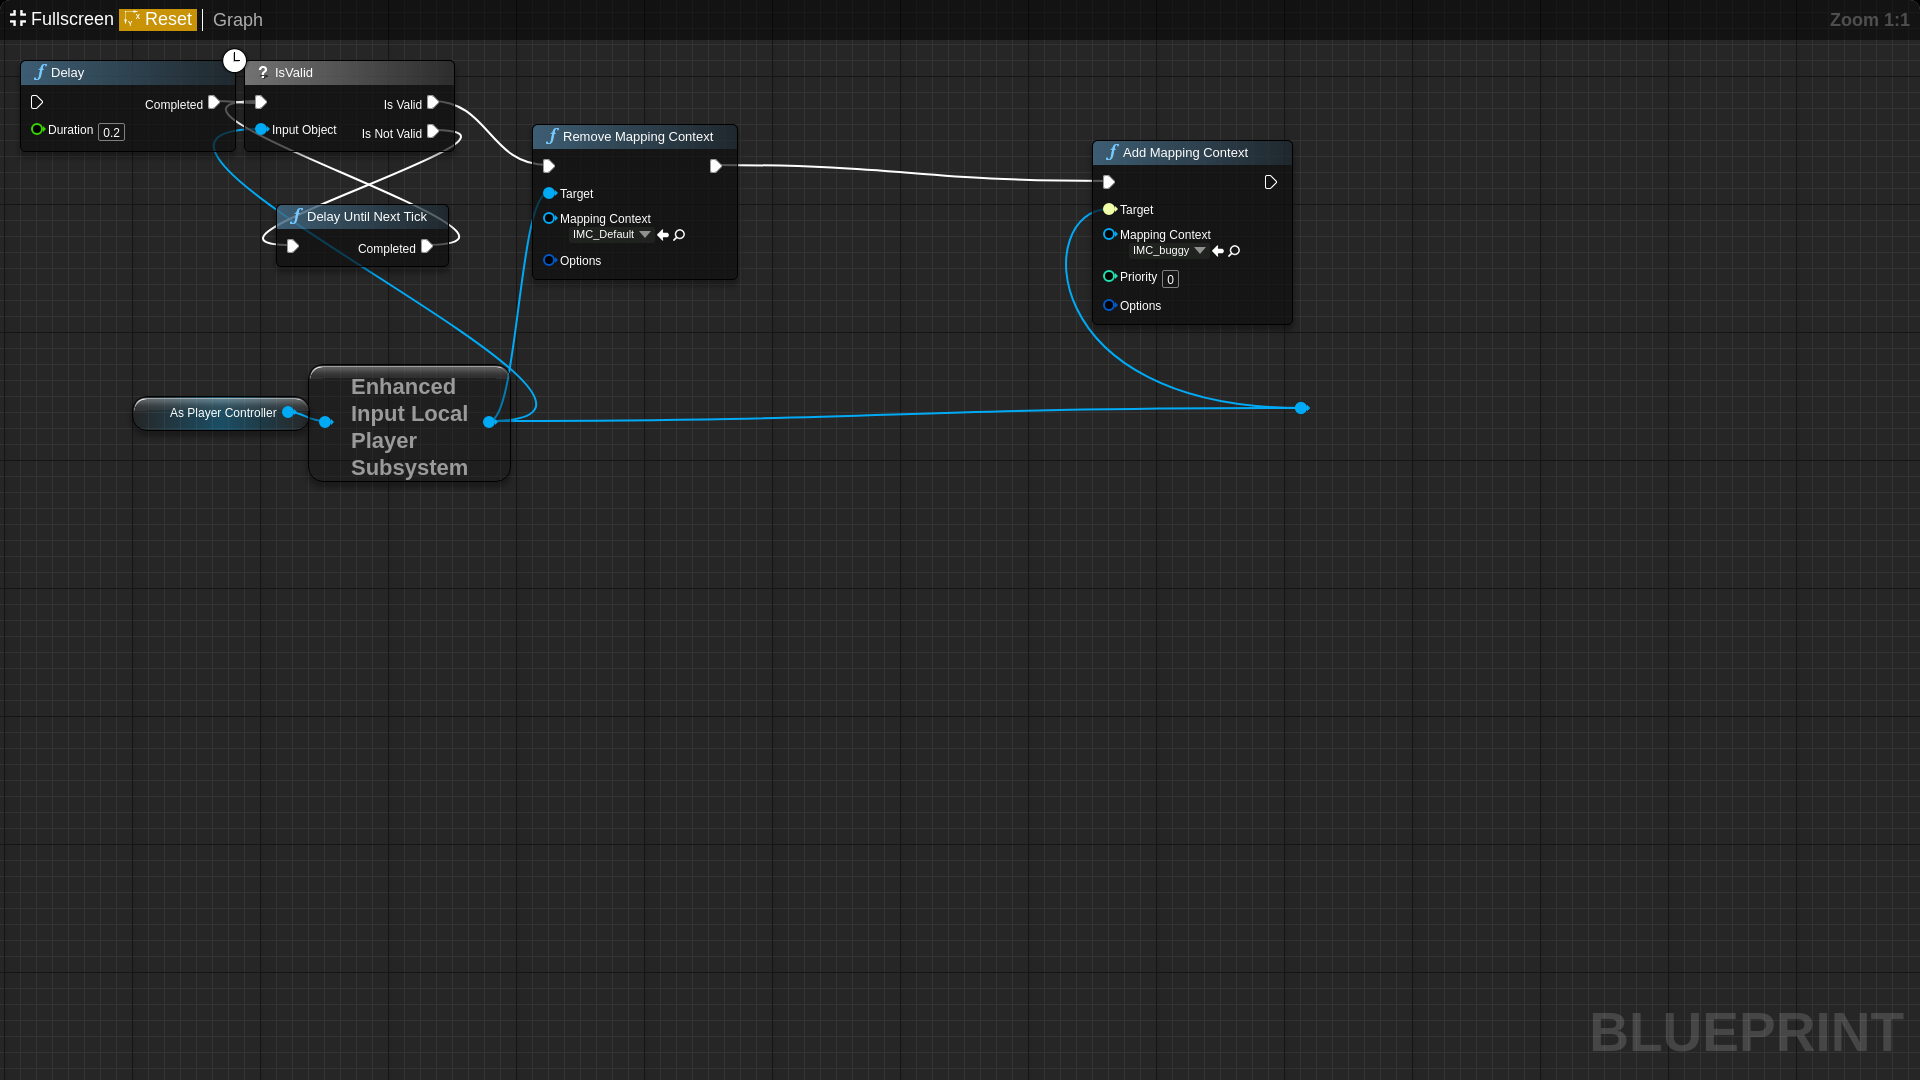 Fullscreen Reset Graph Zoom 1:1
Delay
Completed
Duration 0.2
? IsValid
Is Valid
Input Object
Is Not Valid
Delay Until Next Tick
Completed
Remove Mapping Context
Target
Mapping Context
IMC_Default
Options
Add Mapping Context
Target
Mapping Context
IMC_buggy
Priority 0
Options
As Player Controller
Enhanced
Input Local
Player
Subsystem
BLUEPRINT